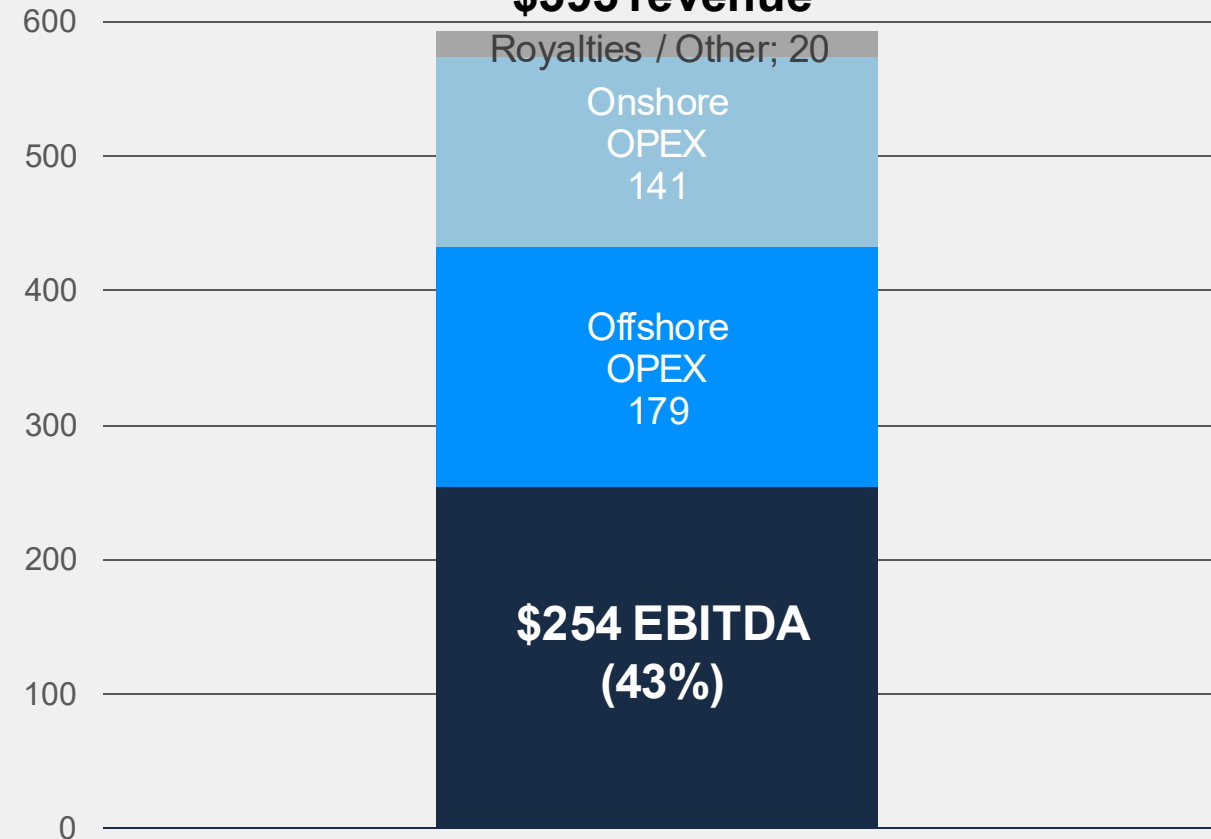 revenue
600
Royalties / Other; 20
Onshore
OPEX
141
500
400
Offshore
OPEX
179
300
200
$254 EBITDA
(43%)
100
0